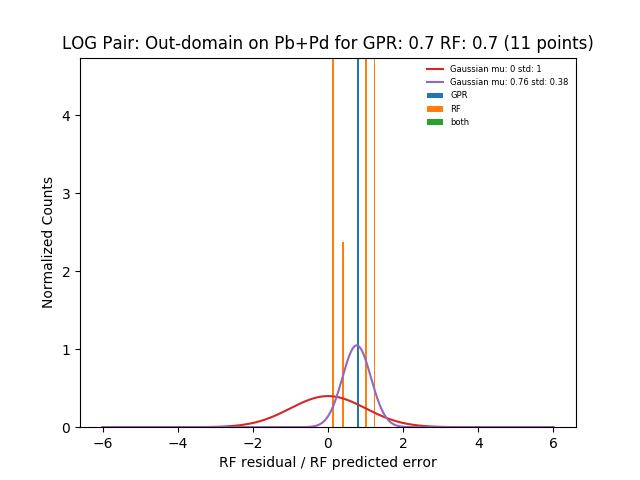 LOG Pair: Out-domain on Pb+Pd for GPR: 0.7 RF: 0.7 (11 points)
Gaussian mu: 0 std: 1
Gaussian mu: 0.76 std: 0.38
GPR
RF
both
Normalized Counts
4
3
2
1
0
−6 −4 −2 0 2 4 6
RF residual / RF predicted error